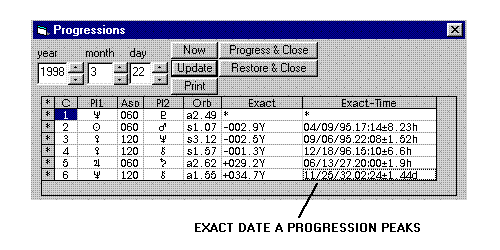 Progressions
year month day Now Progress & Close
1998 3 22 Update Restore & Close
Print
* C Pl1 Asp Pl2 Orb Exact Exact-Time
* 1 ♆ 060 ♇ a2.49 * *
* 2 ☉ 060 ♂ s1.07 -002.9Y 04/09/95.17:14±8.23h
* 3 ♀ 120 ♆ s3.12 -002.5Y 09/06/95.22:08±1.52h
* 4 120 s1.57 -001.3Y 12/18/96.15:10±6.6h
* 5 ♃ 060 a2.62 +029.2Y 06/13/27.20:00±1.9h
* 6 ♆ 120 a1.55 +034.7Y 11/25/32.02:24±1.44d
EXACT DATE A PROGRESSION PEAKS